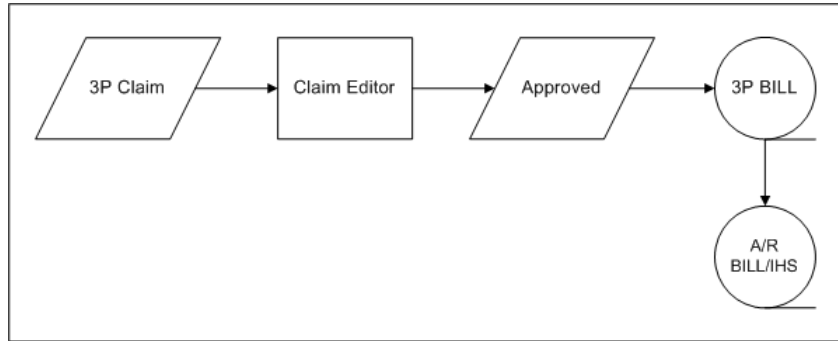 3P Claim
Claim Editor
Approved
3P BILL
A/R
BILL/IHS